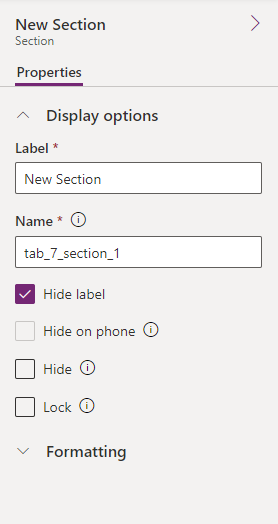 New Section
Section
Properties
Display options
Label *
New Section
Name *
tab_7_section_1
Hide label
Hide on phone
Hide
Lock
Formatting